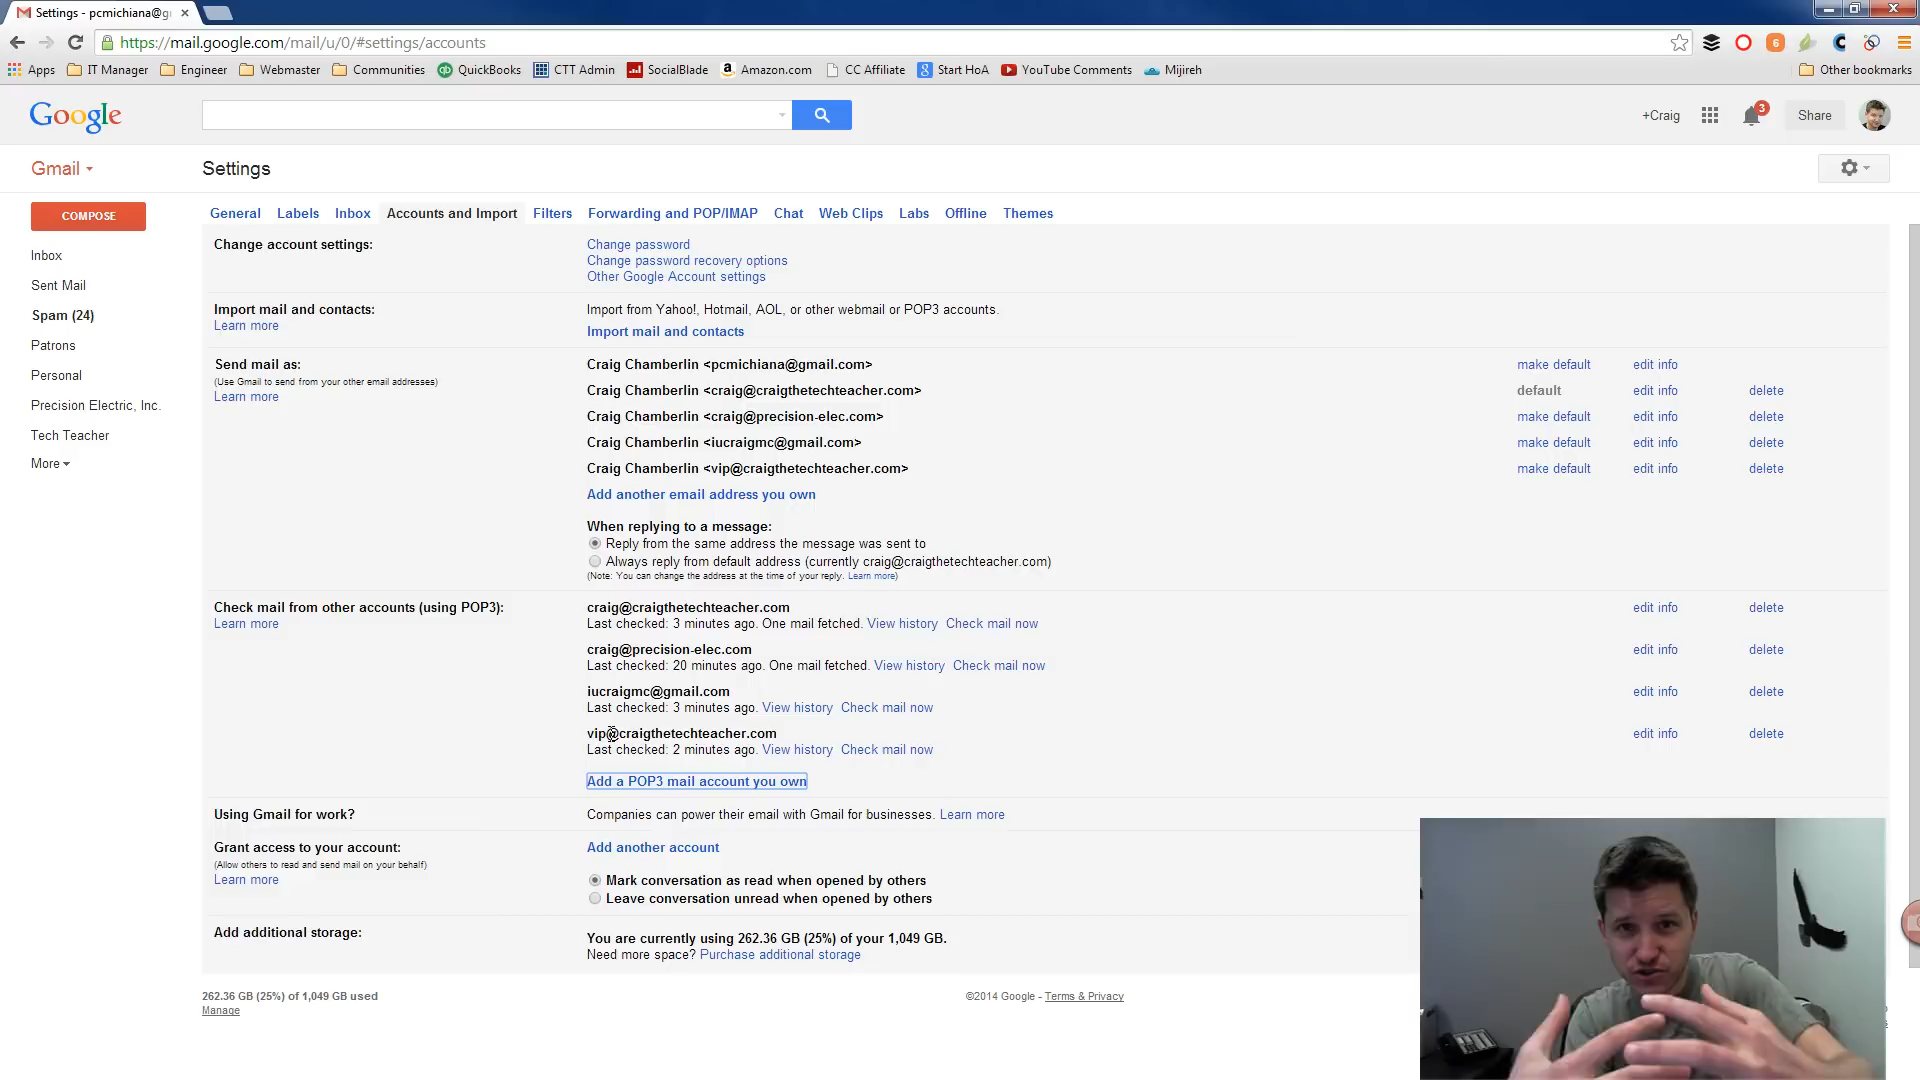 Settings - pcmichiana@g
https://mail.google.com/mail/u/0/#settings/accounts
6
Apps IT Manager Engineer Webmaster Communities QuickBooks CTT Admin SocialBlade Amazon.com CC Affiliate Start HoA YouTube Comments Mijireh Other bookmarks
Google
+Craig 3 Share
Gmail
Settings
COMPOSE
Inbox
Sent Mail
Spam (24)
Patrons
Personal
Precision Electric, Inc.
Tech Teacher
More
General Labels Inbox Accounts and Import Filters Forwarding and POP/IMAP Chat Web Clips Labs Offline Themes
Change account settings:
Change password
Change password recovery options
Other Google Account settings
Import mail and contacts:
Learn more
Import from Yahoo!, Hotmail, AOL, or other webmail or POP3 accounts.
Import mail and contacts
Send mail as:
(Use Gmail to send from your other email addresses)
Learn more
Craig Chamberlin <pcmichiana@gmail.com> make default edit info
Craig Chamberlin <craig@craigthetechteacher.com> default edit info delete
Craig Chamberlin <craig@precision-elec.com> make default edit info delete
Craig Chamberlin <iucraigmc@gmail.com> make default edit info delete
Craig Chamberlin <vip@craigthetechteacher.com> make default edit info delete
Add another email address you own
When replying to a message:
Reply from the same address the message was sent to
Always reply from default address (currently craig@craigthetechteacher.com)
(Note: You can change the address at the time of your reply. Learn more)
Check mail from other accounts (using POP3):
Learn more
craig@craigthetechteacher.com edit info delete
Last checked: 3 minutes ago. One mail fetched. View history Check mail now
craig@precision-elec.com edit info delete
Last checked: 20 minutes ago. One mail fetched. View history Check mail now
iucraigmc@gmail.com edit info delete
Last checked: 3 minutes ago. View history Check mail now
vip@craigthetechteacher.com edit info delete
Last checked: 2 minutes ago. View history Check mail now
Add a POP3 mail account you own
Using Gmail for work?
Companies can power their email with Gmail for businesses. Learn more
Grant access to your account:
(Allow others to read and send mail on your behalf)
Learn more
Add another account
Mark conversation as read when opened by others
Leave conversation unread when opened by others
Add additional storage:
You are currently using 262.36 GB (25%) of your 1,049 GB.
Need more space? Purchase additional storage
262.36 GB (25%) of 1,049 GB used
Manage
©2014 Google - Terms & Privacy